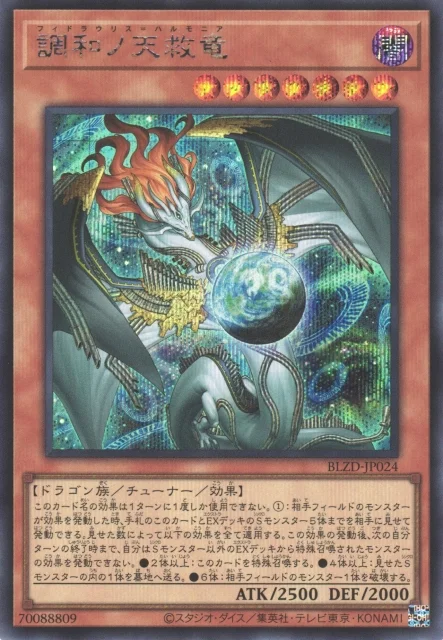 フィドラウリス＝ハルモニア
調和ノ天救竜
闇
BLZD-JP024
【ドラゴン族／チューナー／効果】
このカード名の効果は１ターンに１度しか使用できない。①：相手フィールドのモンスター
が効果を発動した時、手札のこのカードとEXデッキのSモンスター6体までを相手に見せて
発動できる。見せた数によって以下の効果を全て適用する。この効果の発動後、次の自分
ターンの終了時まで、自分はSモンスター以外のEXデッキから特殊召喚されたモンスター
の効果を発動できない。●２体以上：このカードを特殊召喚する。●４体以上：見せたS
モンスターの内の１体を墓地へ送る。●６体：相手フィールドのモンスター１体を破壊する。
ATK/2500 DEF/2000
70088809
©スタジオ・ダイス／集英社・テレビ東京・KONAMI